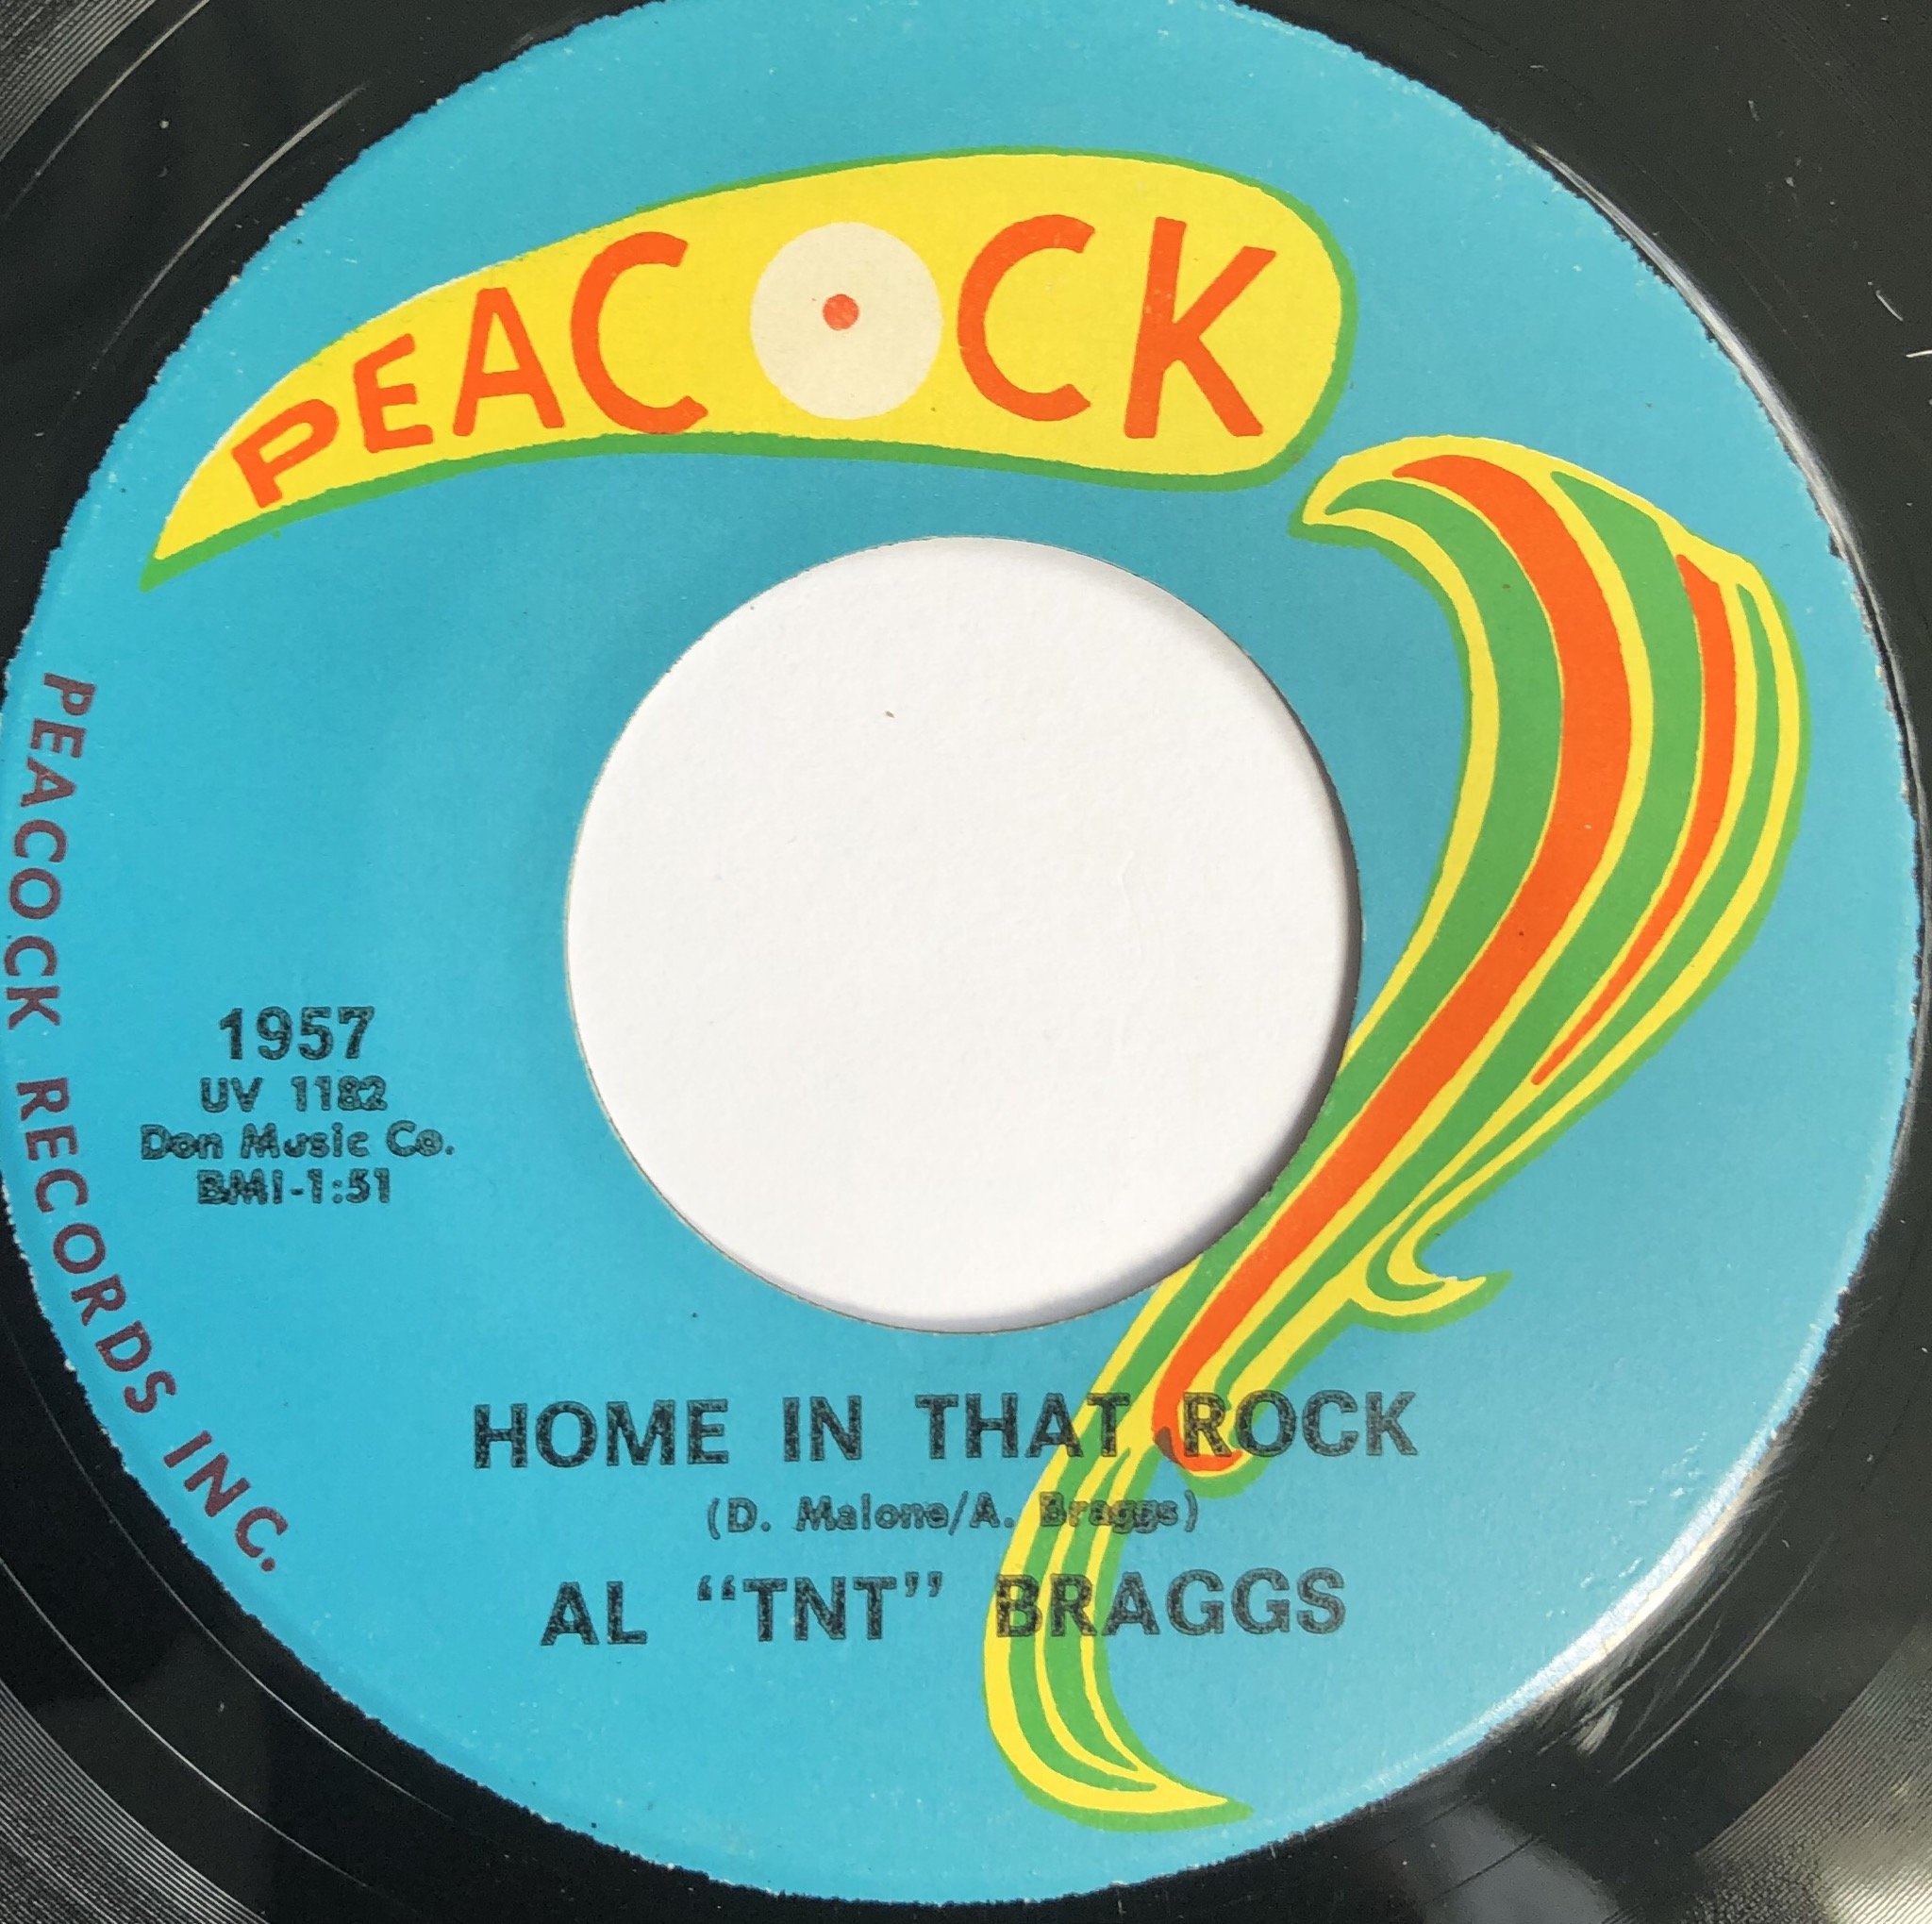 PEACOCK
PEACOCK RECORDS INC.
1957
UV 1182
Don Music Co.
BMI-1:51
HOME IN THAT ROCK
(D. Malone/A. Braggs)
AL “TNT” BRAGGS